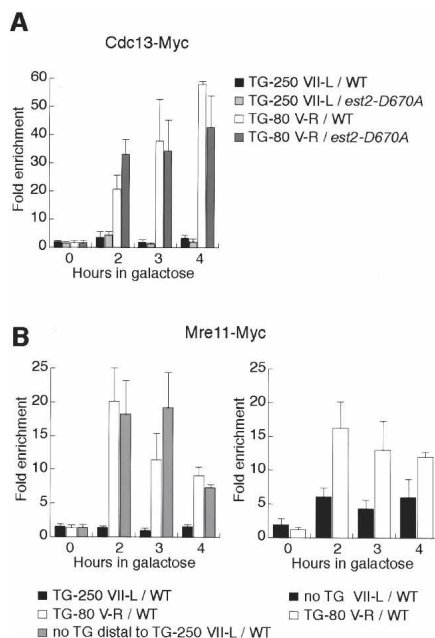 A
Cdc13-Myc
Fold enrichment
60
50
40
30
20
10
0
0 2 3 4
Hours in galactose
TG-250 VII-L / WT
TG-250 VII-L / est2-D670A
TG-80 V-R / WT
TG-80 V-R / est2-D670A
B
Mre11-Myc
Fold enrichment
25
20
15
10
5
0
0 2 3 4
Hours in galactose
TG-250 VII-L / WT
TG-80 V-R / WT
no TG distal to TG-250 VII-L / WT
Fold enrichment
25
20
15
10
5
0
0 2 3 4
Hours in galactose
no TG VII-L / WT
TG-80 V-R / WT